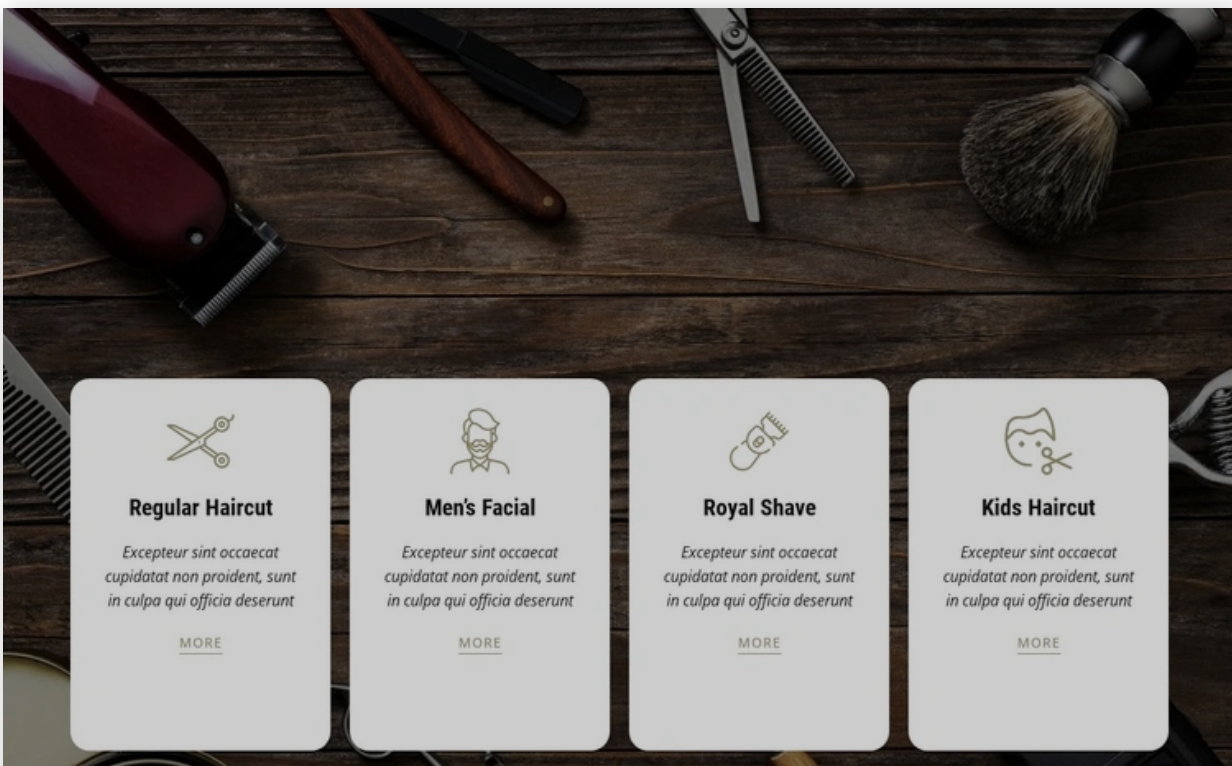 Regular Haircut
Excepteur sint occaecat
cupidatat non proident, sunt
in culpa qui officia deserunt
MORE
Men's Facial
Excepteur sint occaecat
cupidatat non proident, sunt
in culpa qui officia deserunt
MORE
Royal Shave
Excepteur sint occaecat
cupidatat non proident, sunt
in culpa qui officia deserunt
MORE
Kids Haircut
Excepteur sint occaecat
cupidatat non proident, sunt
in culpa qui officia deserunt
MORE